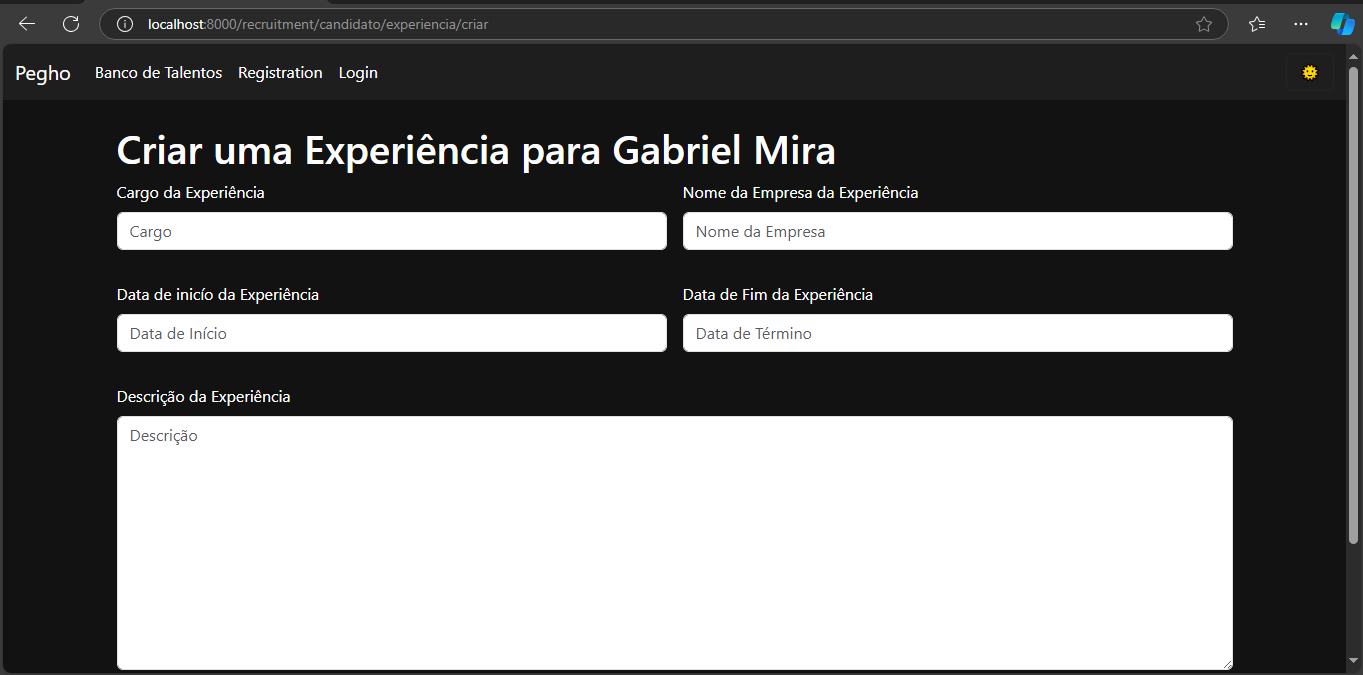 localhost:8000/recruitment/candidato/experiencia/criar
Pegho Banco de Talentos Registration Login
Criar uma Experiência para Gabriel Mira
Cargo da Experiência Nome da Empresa da Experiência
Cargo Nome da Empresa
Data de inicío da Experiência Data de Fim da Experiência
Data de Início Data de Término
Descrição da Experiência
Descrição